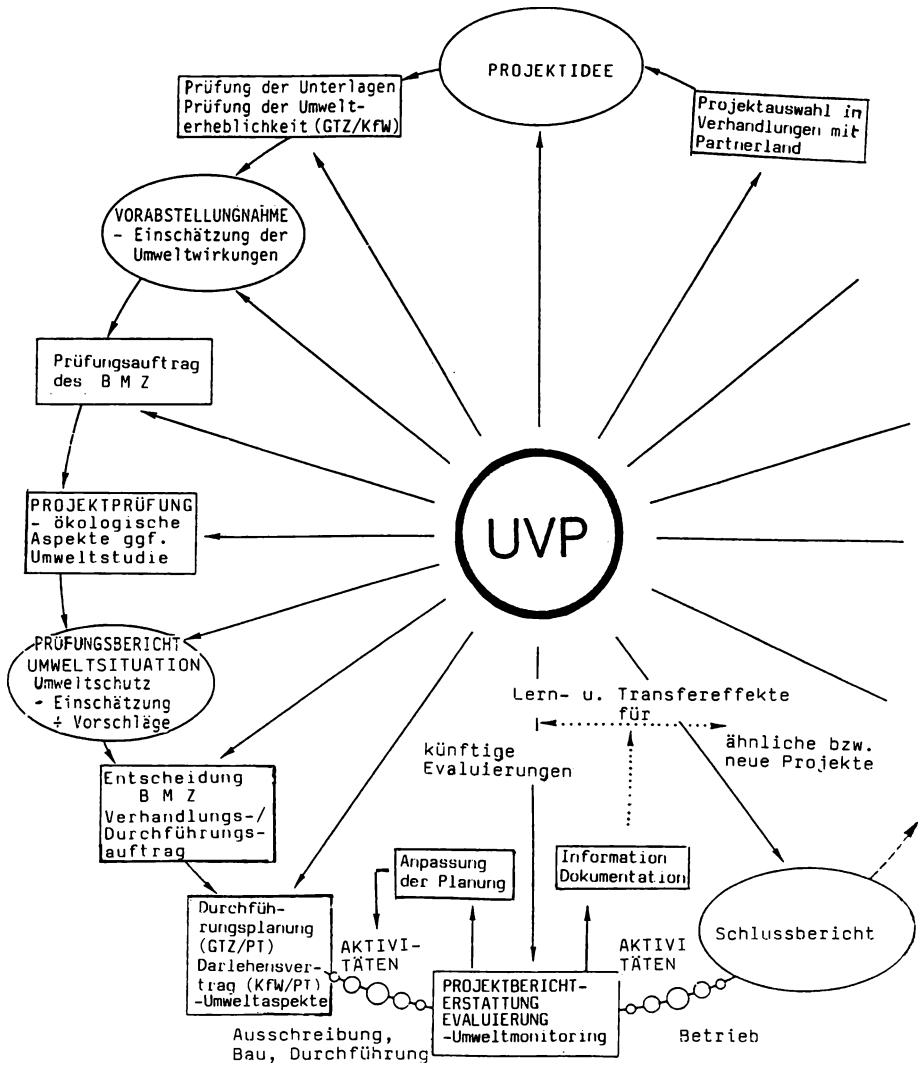 PROJEKTIDEE
Prüfung der Unterlagen
Prüfung der Umwelt-
erheblichkeit (GTZ/KfW)
Projektauswahl in
Verhandlungen mit
Partnerland
VORABSTELLUNGNAHME
- Einschätzung der
Umweltwirkungen
Prüfungsauftrag
des B M Z
PROJEKTPRÜFUNG
- ökologische
Aspekte ggf.
Umweltstudie
UVP
PRÜFUNGSBERICHT
UMWELTSITUATION
Umweltschutz
- Einschätzung
+ Vorschläge
Lern- u. Transfereffekte
für
künftige
Evaluierungen
ähnliche bzw.
neue Projekte
Entscheidung
B M Z
Verhandlungs-/
Durchführungs-
auftrag
Anpassung
der Planung
Information
Dokumentation
Durchfüh-
rungsplanung
(GTZ/PT)
Darlehensver-
trag (KfW/PT)
-Umweltaspekte
AKTIVI-
TÄTEN
PROJEKTBERICHT-
ERSTATTUNG
EVALUIERUNG
-Umweltmonitoring
AKTIVI
TÄTEN
Schlussbericht
Ausschreibung,
Bau, Durchführung
Betrieb